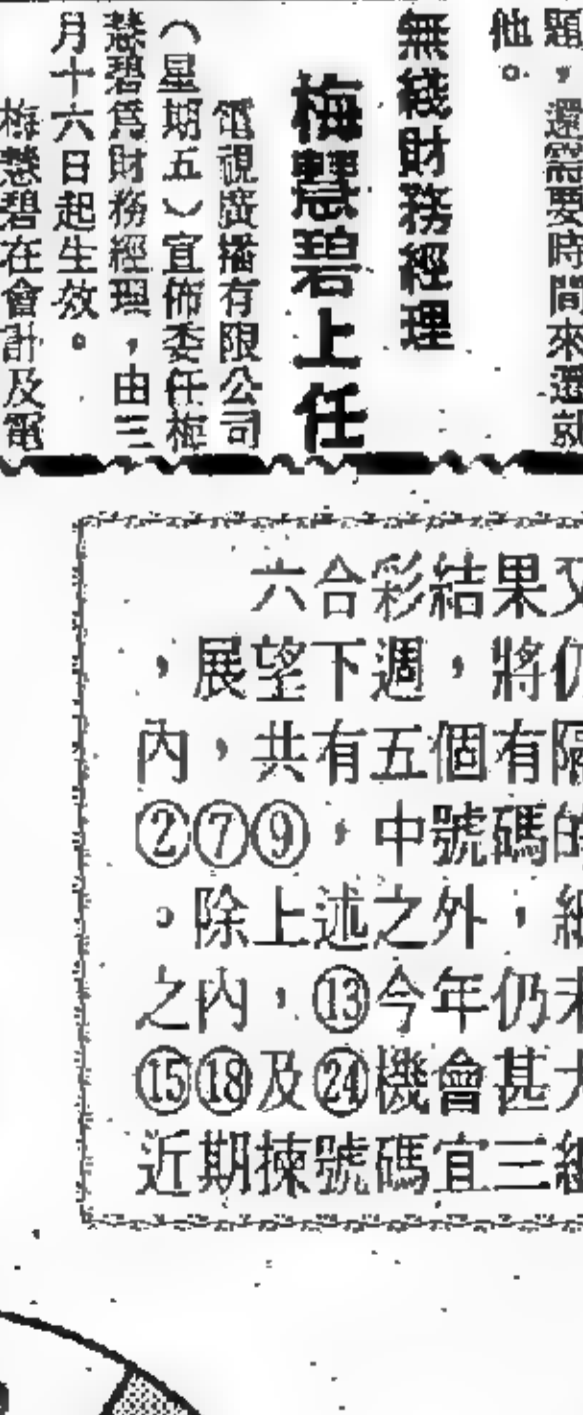 題，還需要時間來遷就
他。
無綫財務經理
梅慧碧上任
電視廣播有限公司
（星期五）宣佈委任梅
慧碧爲財務經理，由三
月十六日起生效。
梅慧碧在會計及電
六合彩結果又
，展望下週，將仍
內，共有五個有隔
②⑦⑨，中號碼的
。除上述之外，細
之內，⑬今年仍未
⑮⑱及㉔機會甚大
近期揀號碼宜三細